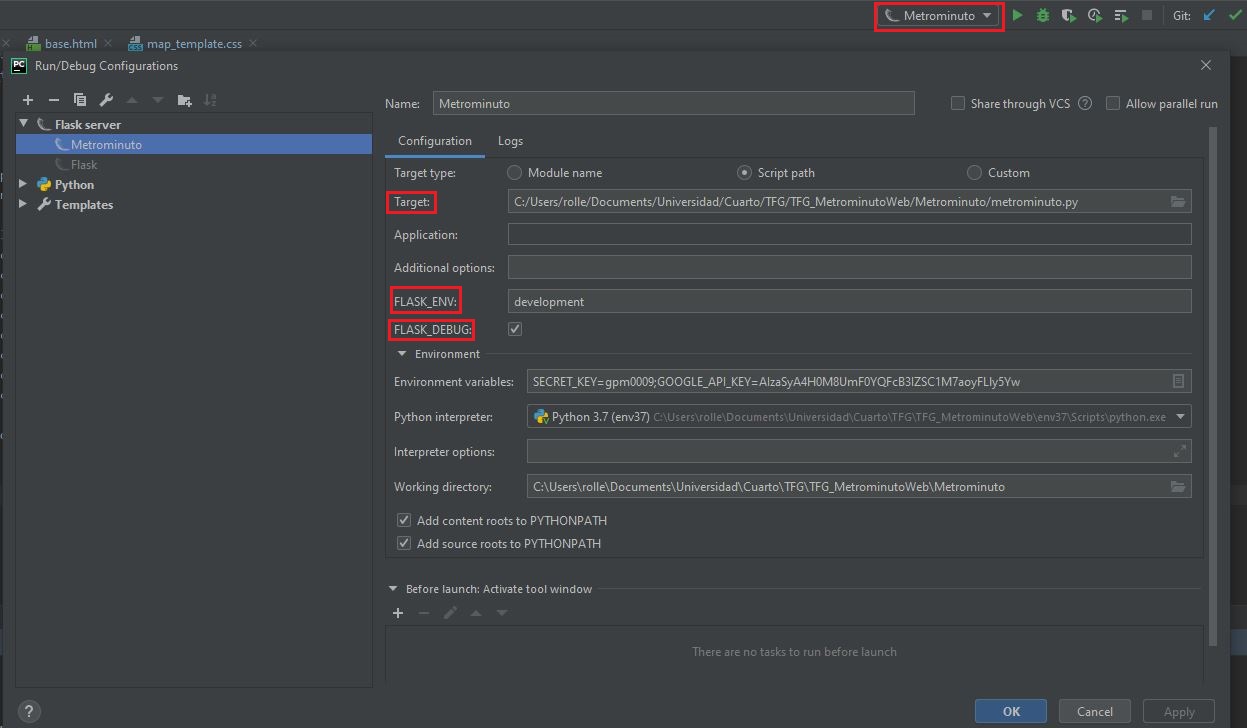 Metrominuto
Git:
base.html
map_template.css
PC
Run/Debug Configurations
Name:
Metrominuto
Share through VCS
?
Allow parallel run
Flask server
Metrominuto
Flask
Python
Templates
Configuration
Logs
Target type:
Module name
Script path
Custom
Target:
C:/Users/rolle/Documents/Universidad/Cuarto/TFG/TFG_MetrominutoWeb/Metrominuto/metrominuto.py
Application:
Additional options:
FLASK_ENV:
development
FLASK_DEBUG:
Environment
Environment variables:
SECRET_KEY=gpm0009;GOOGLE_API_KEY=
Python interpreter:
Python 3.7 (env37) C:\Users\rolle\Documents\Universidad\Cuarto\TFG\TFG_MetrominutoWeb\env37\Scripts\python.exe
Interpreter options:
Working directory:
C:\Users\rolle\Documents\Universidad\Cuarto\TFG\TFG_MetrominutoWeb\Metrominuto
Add content roots to PYTHONPATH
Add source roots to PYTHONPATH
Before launch: Activate tool window
There are no tasks to run before launch
?
OK
Cancel
Apply